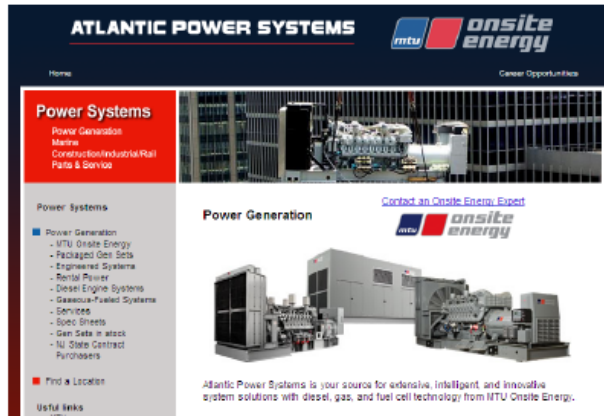 ATLANTIC POWER SYSTEMS
mtu onsite energy
Home
Career Opportunities
Power Systems
Power Generation
Marine
Construction/Industrial/Rail
Parts & Service
Power Systems
Power Generation
- MTU Onsite Energy
- Packaged Gen Sets
- Engineered Systems
- Rental Power
- Diesel Engine Systems
- Gaseous-Fueled Systems
- Services
- Spec Sheets
- Gen Sets in stock
- NJ State Contract
Purchasers
Find a Location
Usful links
Contact an Onsite Energy Expert
Power Generation
mtu onsite energy
Atlantic Power Systems is your source for extensive, intelligent, and innovative
system solutions with diesel, gas, and fuel cell technology from MTU Onsite Energy.